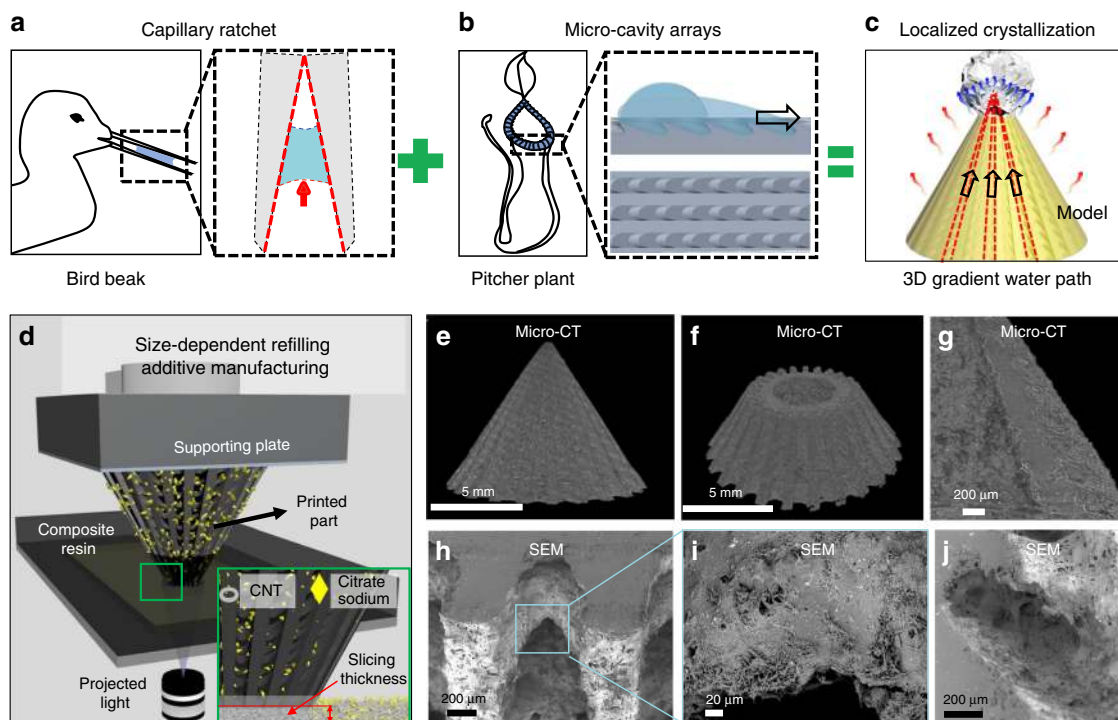 a
Capillary ratchet
Bird beak
b
Micro-cavity arrays
Pitcher plant
c
Localized crystallization
Model
3D gradient water path
d
Size-dependent refilling
additive manufacturing
Supporting plate
Printed
part
Composite
resin
CNT
Citrate
sodium
Slicing
thickness
Projected
light
e
Micro-CT
5 mm
f
Micro-CT
5 mm
g
Micro-CT
200 μm
h
SEM
200 μm
i
SEM
20 μm
j
SEM
200 μm